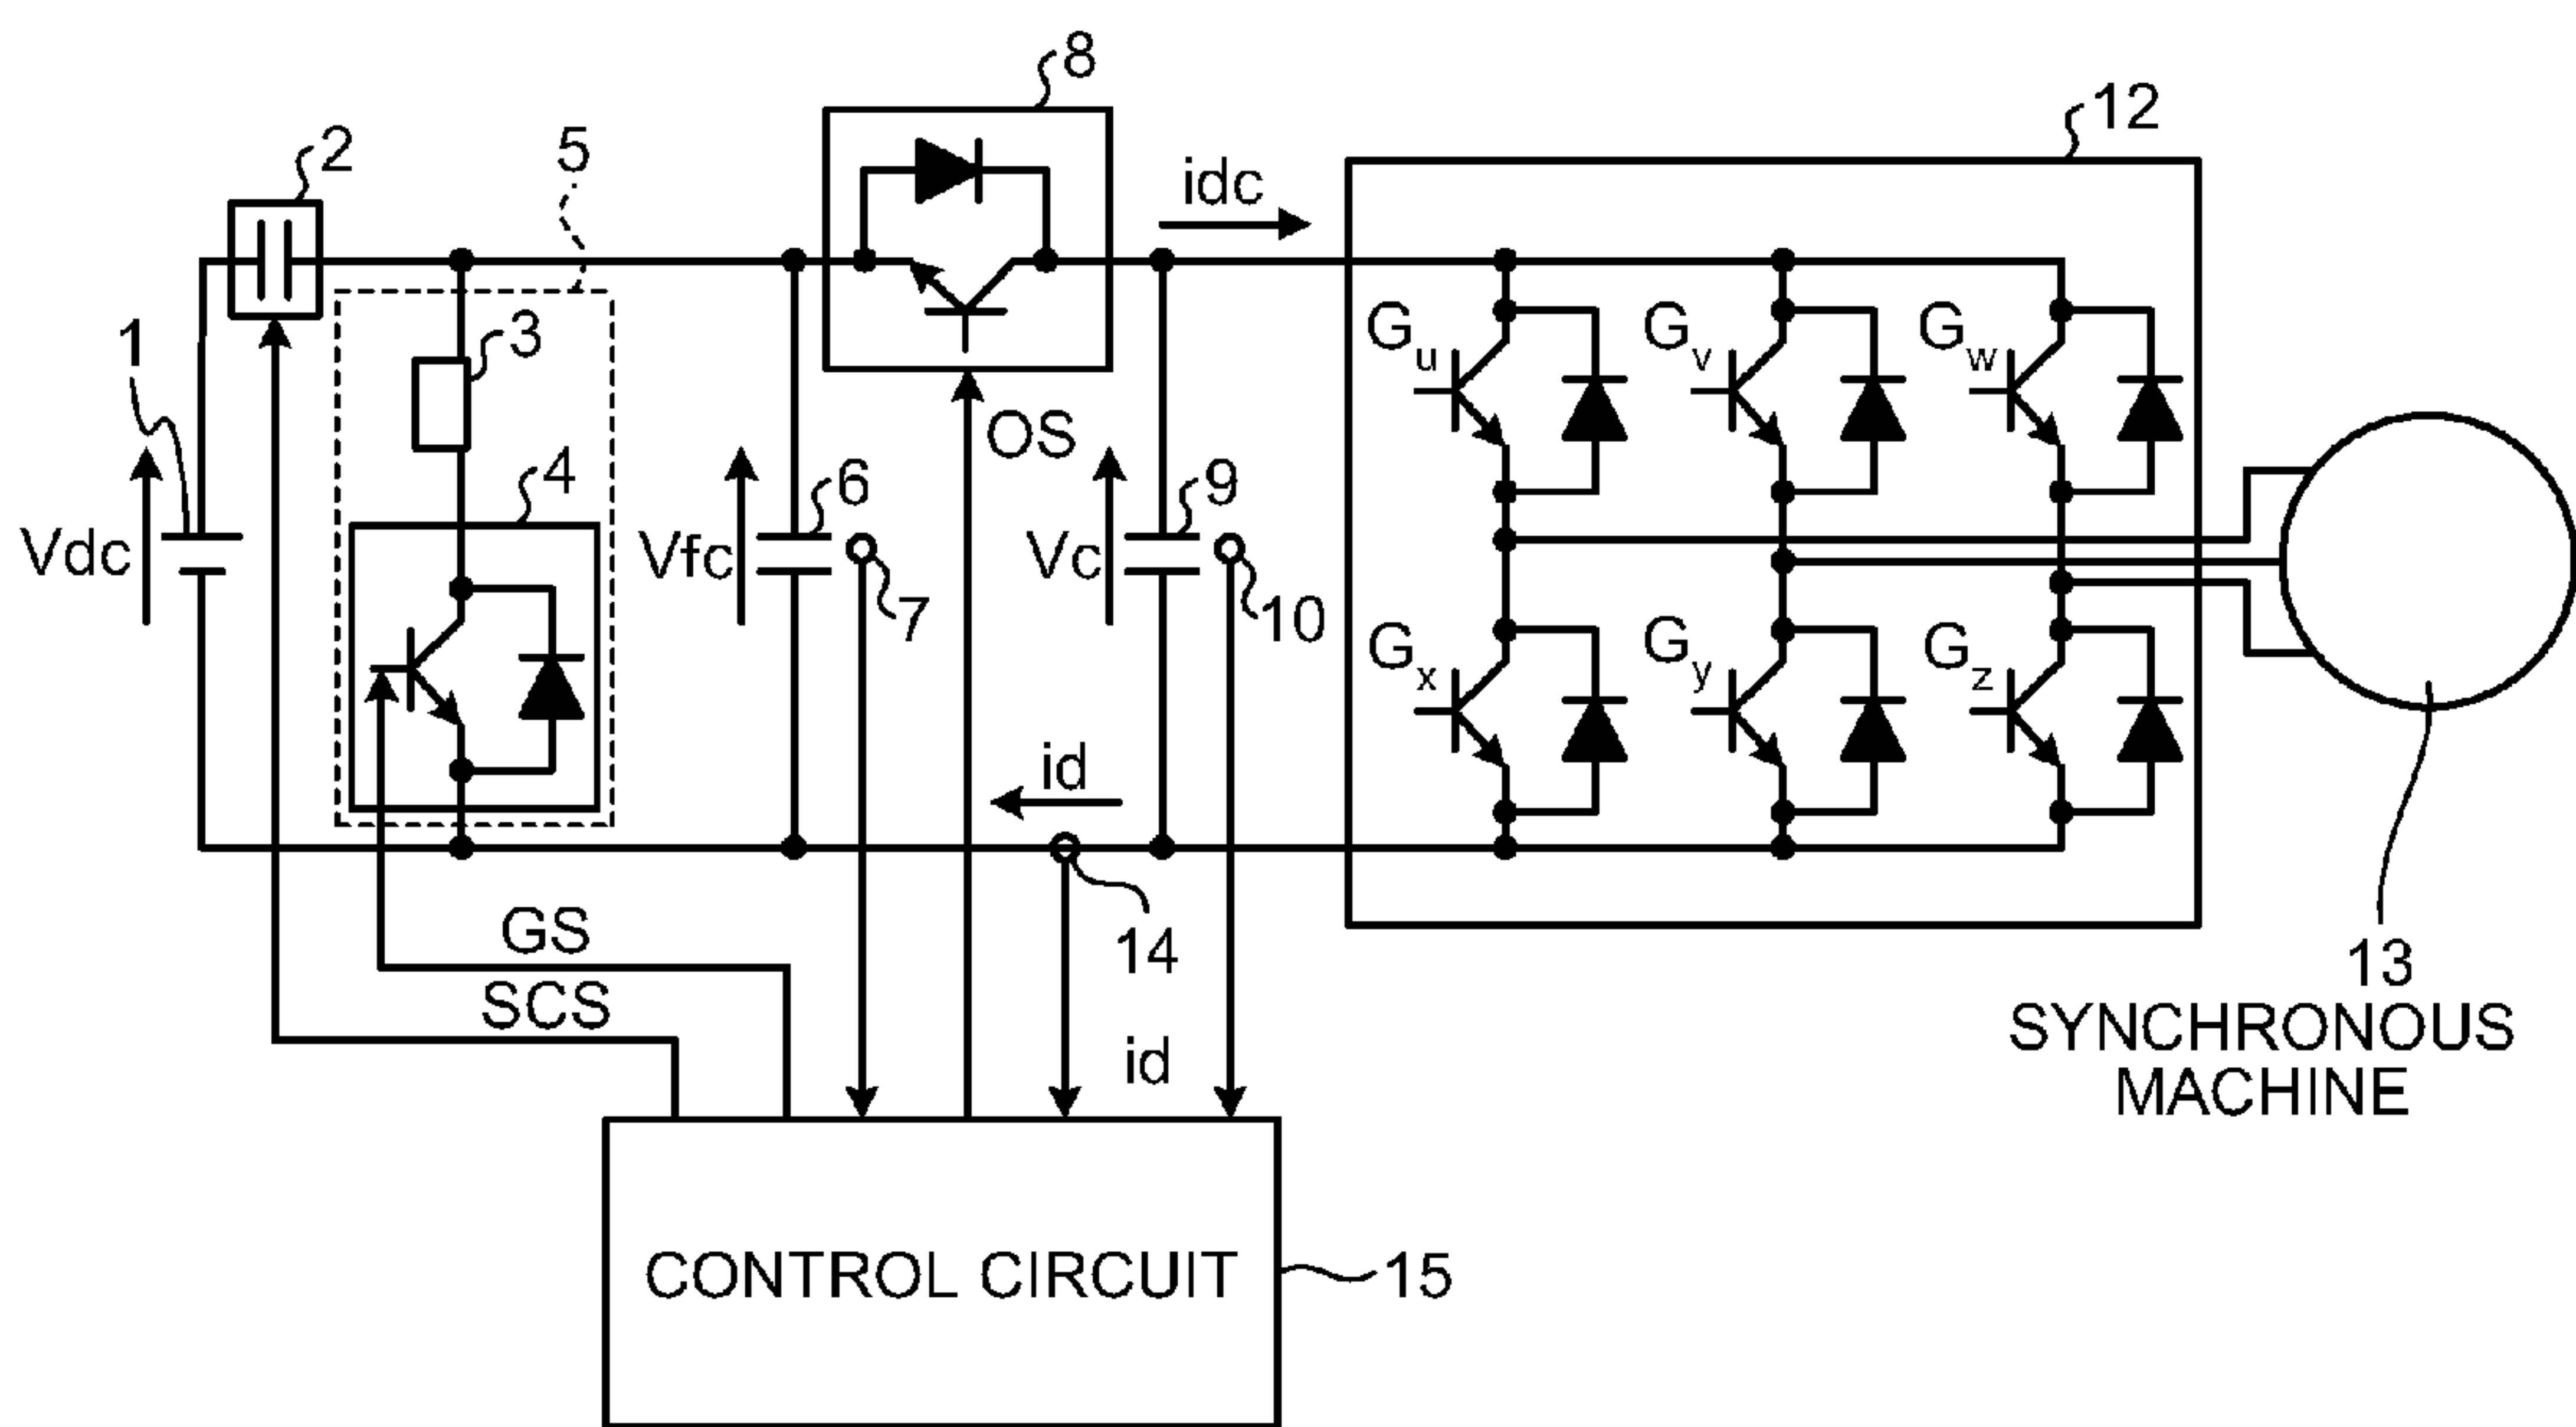 8
12
2
5
idc
1
3
Gu
Gv
Gw
OS
4
6
9
Vdc
Vfc
Vc
7
10
Gx
Gy
Gz
id
GS
14
13
SCS
id
SYNCHRONOUS
MACHINE
CONTROL CIRCUIT
15